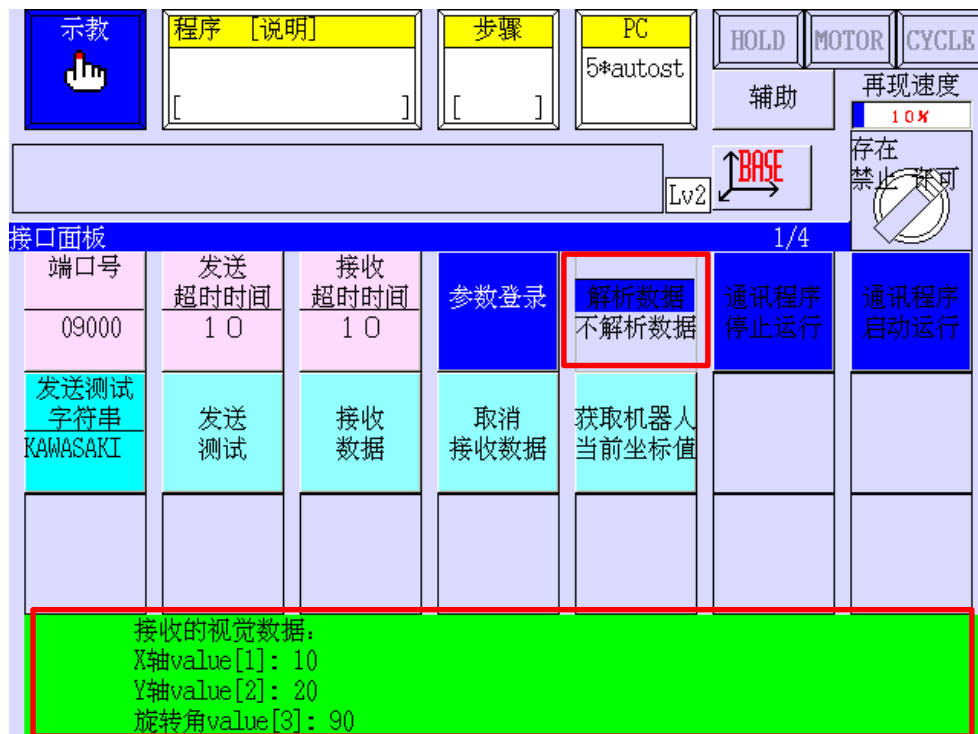 示教
程序 [说明]
[ ]
步骤
[ ]
PC
5*autost
HOLD
MOTOR
CYCLE
辅助
再现速度
10%
存在
禁止 许可
Lv2
BASE
接口面板 1/4
端口号
09000
发送
超时时间
10
接收
超时时间
10
参数登录
解析数据
不解析数据
通讯程序
停止运行
通讯程序
启动运行
发送测试
字符串
KAWASAKI
发送
测试
接收
数据
取消
接收数据
获取机器人
当前坐标值
接收的视觉数据:
X轴value[1]: 10
Y轴value[2]: 20
旋转角value[3]: 90